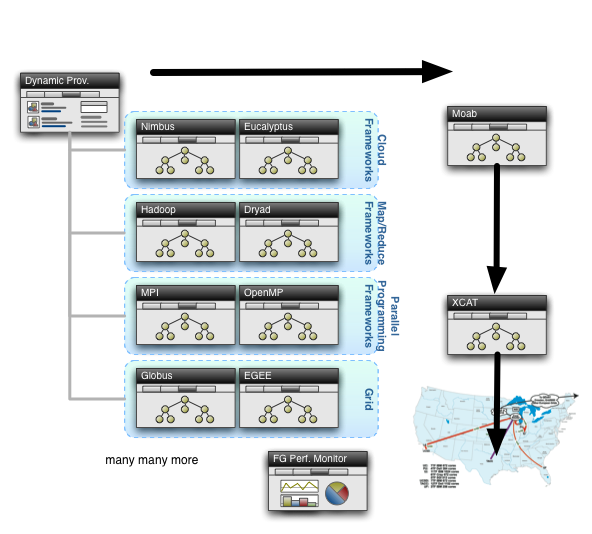 Dynamic Prov.
Nimbus
Eucalyptus
Cloud
Frameworks
Moab
Hadoop
Dryad
Map/Reduce
Frameworks
MPI
OpenMP
Parallel
Programming
Frameworks
XCAT
Globus
EGEE
Grid
many many more
FG Perf. Monitor